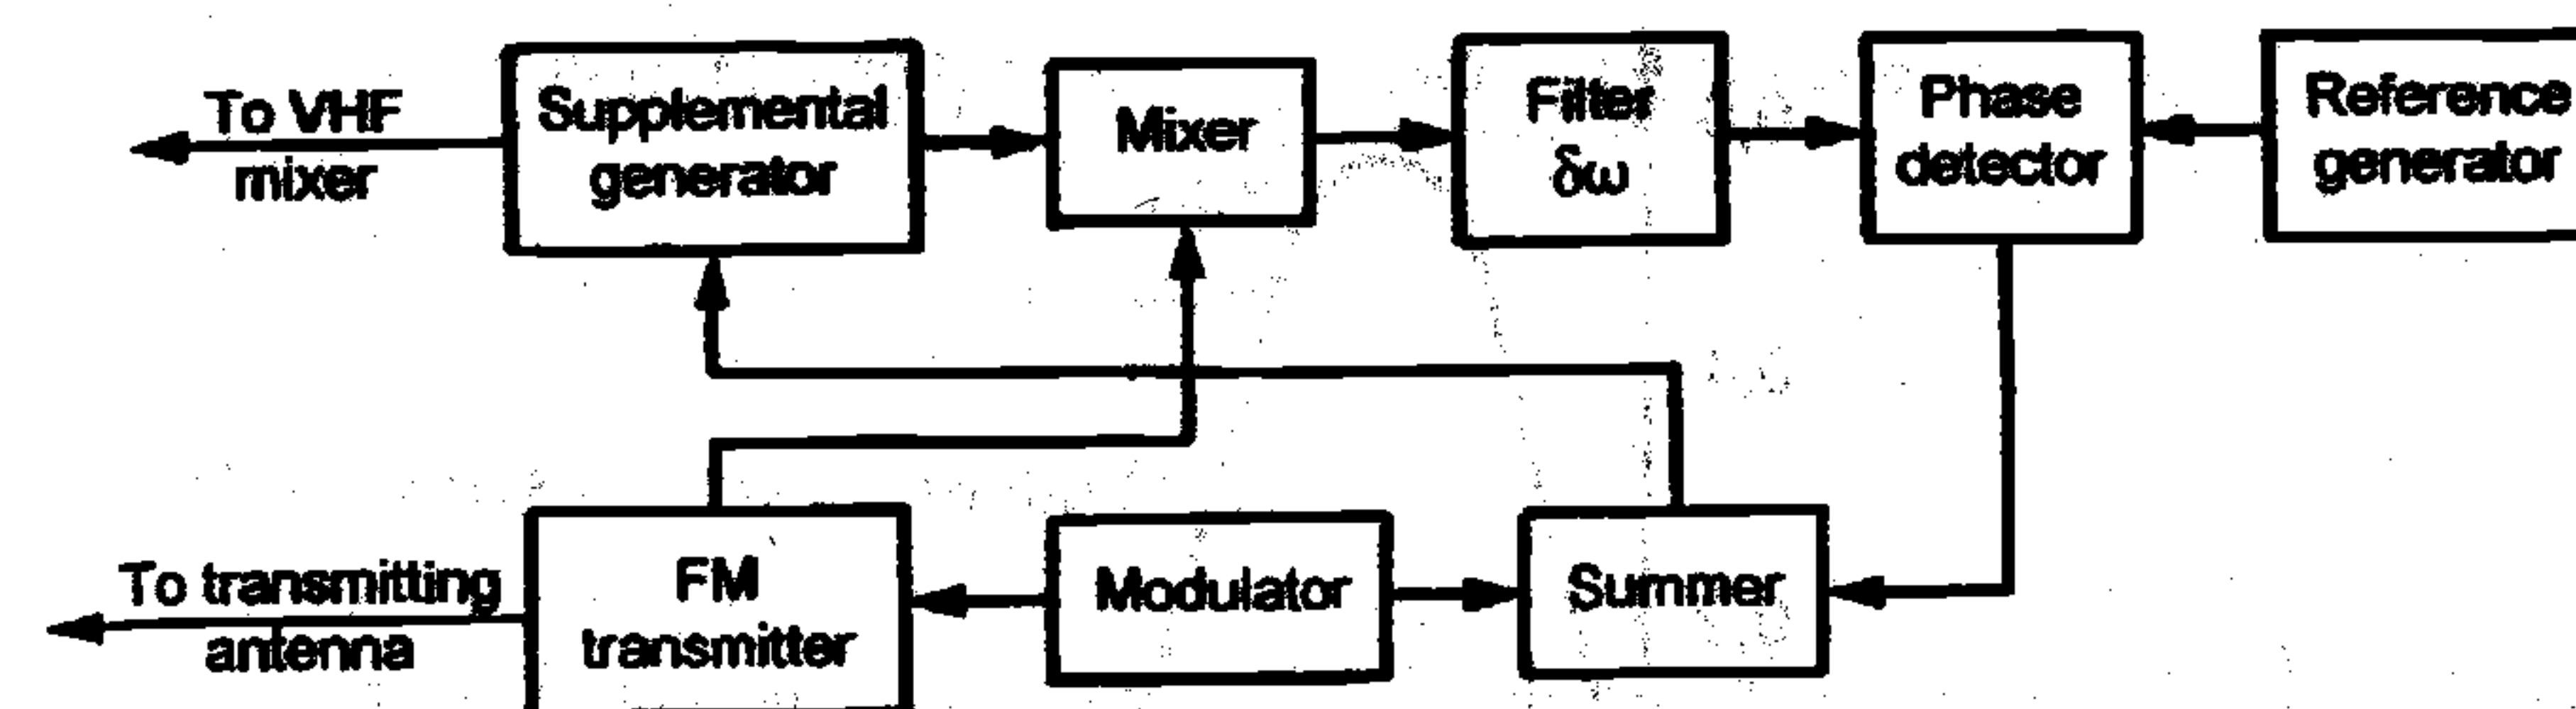 To VHF
mixer
Supplemental
generator
Mixer
Filter
δω
Phase
detector
Reference
generator
To transmitting
antenna
FM
transmitter
Modulator
Summer